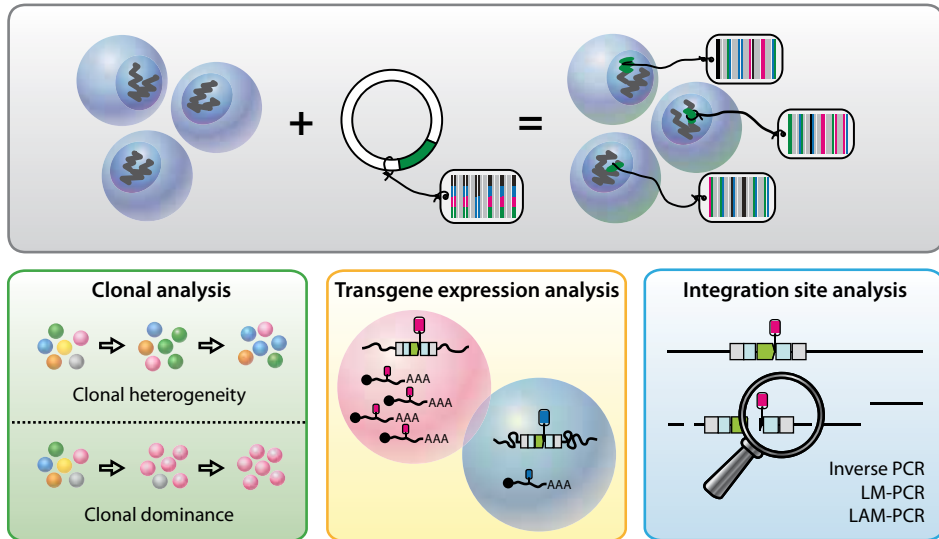 +
=
Clonal analysis
Clonal heterogeneity
Clonal dominance
Transgene expression analysis
AAA
AAA
AAA
AAA
AAA
Integration site analysis
Inverse PCR
LM-PCR
LAM-PCR